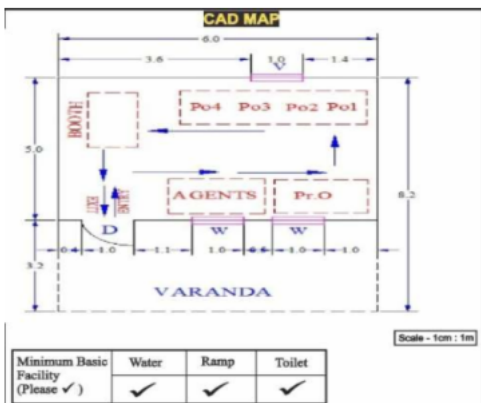 CAD MAP
6.0
3.6 1.0 1.4
V
BOOTH
Po4 Po3 Po2 Po1
5.0
8.2
EXIT
ENTRY
AGENTS
Pr.O
D W W
0.4 1.0 1.1 1.0 1.0 1.0
3.2
VARANDA
Scale - 1cm : 1m
Minimum Basic Facility (Please ✓) Water Ramp Toilet
✓ ✓ ✓